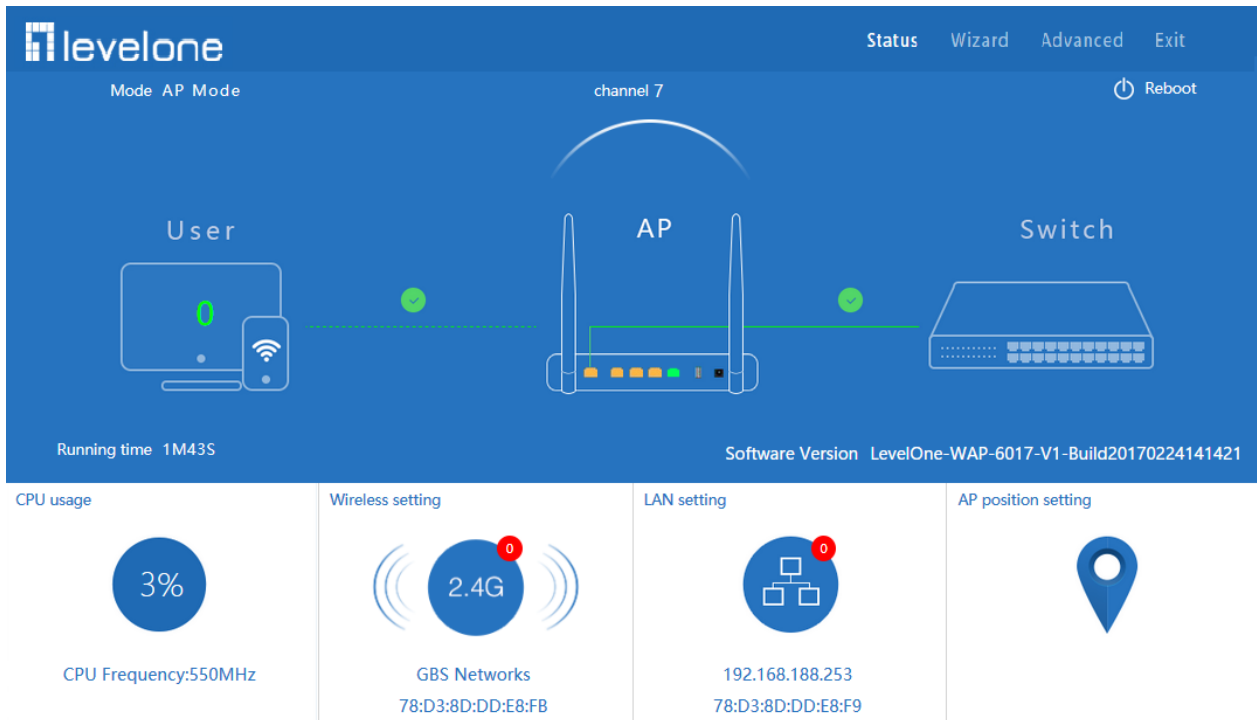 levelone
Status Wizard Advanced Exit
Mode AP Mode
channel 7
Reboot
User
AP
Switch
0
Running time 1M43S
Software Version LevelOne-WAP-6017-V1-Build20170224141421
CPU usage
3%
CPU Frequency:550MHz
Wireless setting
0
2.4G
GBS Networks
78:D3:8D:DD:E8:FB
LAN setting
0
192.168.188.253
78:D3:8D:DD:E8:F9
AP position setting